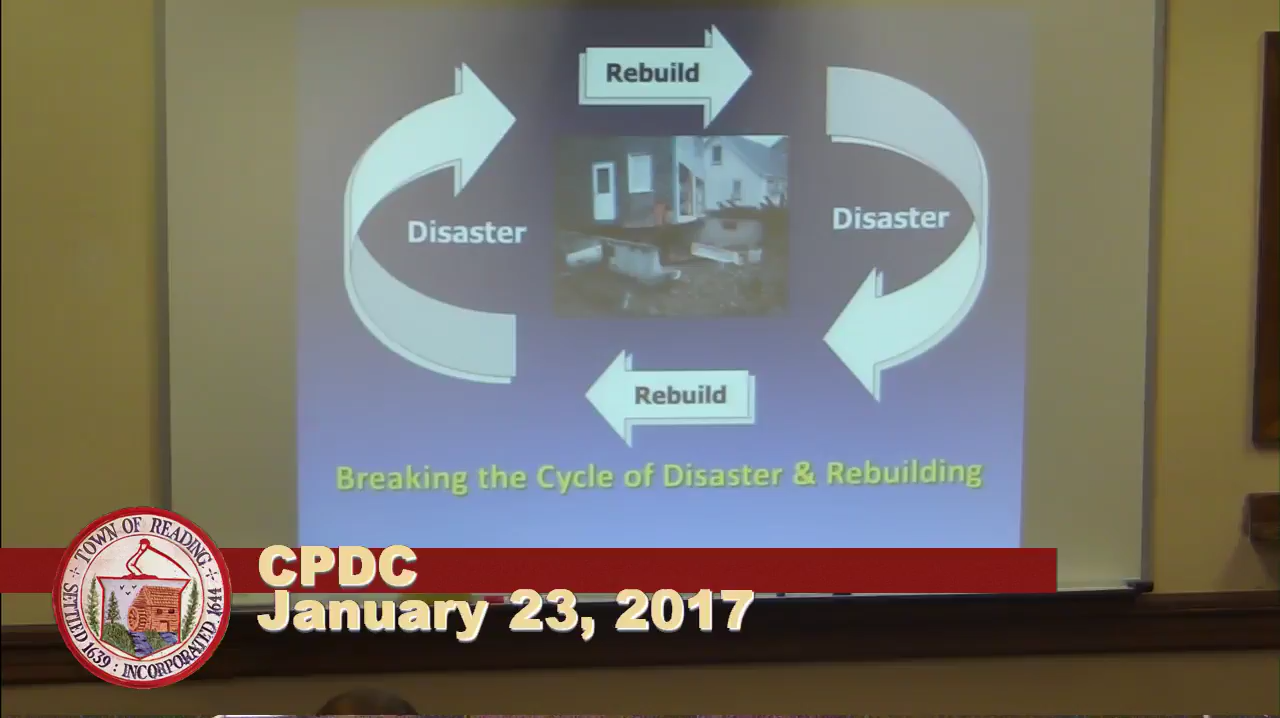 Rebuild
Disaster
Disaster
Rebuild
Breaking the Cycle of Disaster & Rebuilding
TOWN OF READING
SETTLED 1639 : INCORPORATED 1644
CPDC
January 23, 2017